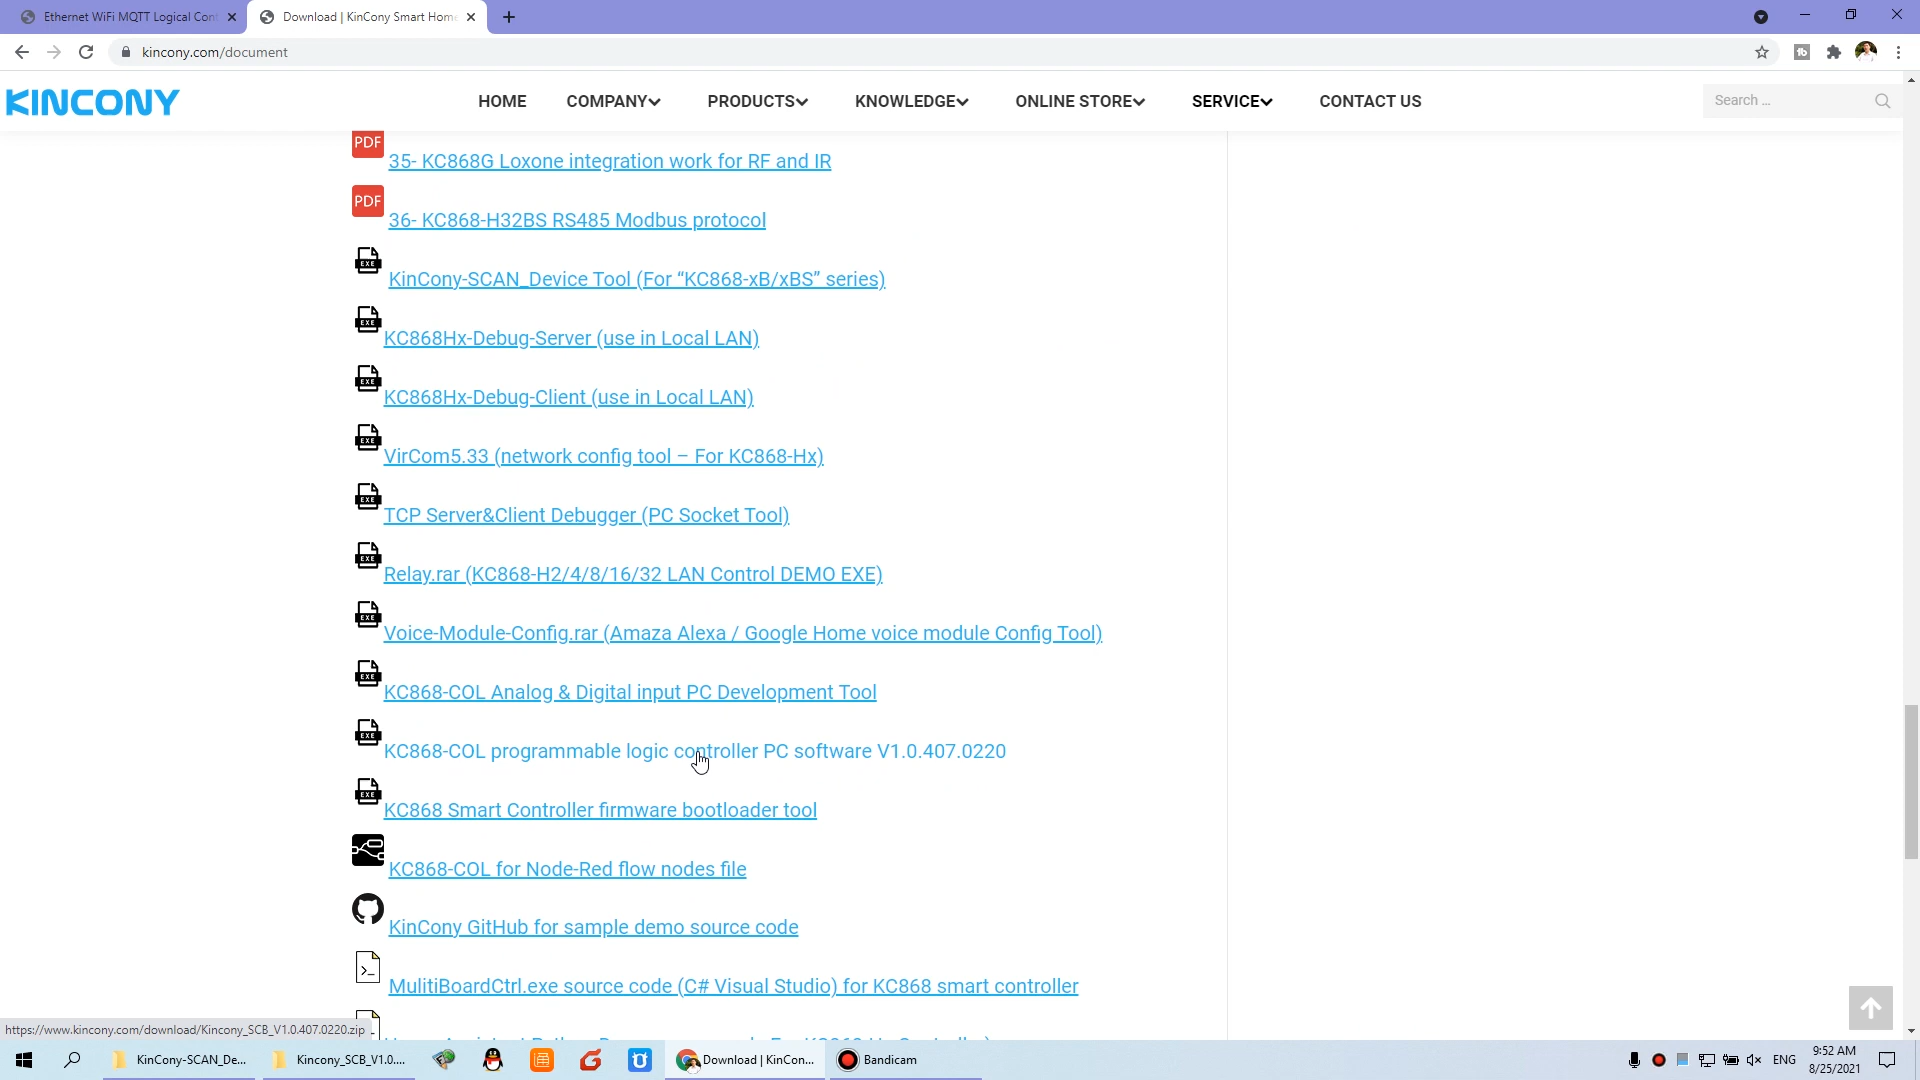 Ethernet WiFi MQTT Logical Cont
Download | KinCony Smart Home
kincony.com/document
KINCONY
HOME
COMPANY
PRODUCTS
KNOWLEDGE
ONLINE STORE
SERVICE
CONTACT US
Search ...
PDF
35- KC868G Loxone integration work for RF and IR
PDF
36- KC868-H32BS RS485 Modbus protocol
EXE
KinCony-SCAN_Device Tool (For “KC868-xB/xBS” series)
EXE
KC868Hx-Debug-Server (use in Local LAN)
EXE
KC868Hx-Debug-Client (use in Local LAN)
EXE
VirCom5.33 (network config tool – For KC868-Hx)
EXE
TCP Server&Client Debugger (PC Socket Tool)
EXE
Relay.rar (KC868-H2/4/8/16/32 LAN Control DEMO EXE)
EXE
Voice-Module-Config.rar (Amaza Alexa / Google Home voice module Config Tool)
EXE
KC868-COL Analog & Digital input PC Development Tool
EXE
KC868-COL programmable logic controller PC software V1.0.407.0220
EXE
KC868 Smart Controller firmware bootloader tool
KC868-COL for Node-Red flow nodes file
KinCony GitHub for sample demo source code
MulitiBoardCtrl.exe source code (C# Visual Studio) for KC868 smart controller
https://www.kincony.com/download/Kincony_SCB_V1.0.407.0220.zip
KinCony-SCAN_De...
Kincony_SCB_V1.0....
Download | KinCon...
Bandicam
ENG
9:52 AM
8/25/2021